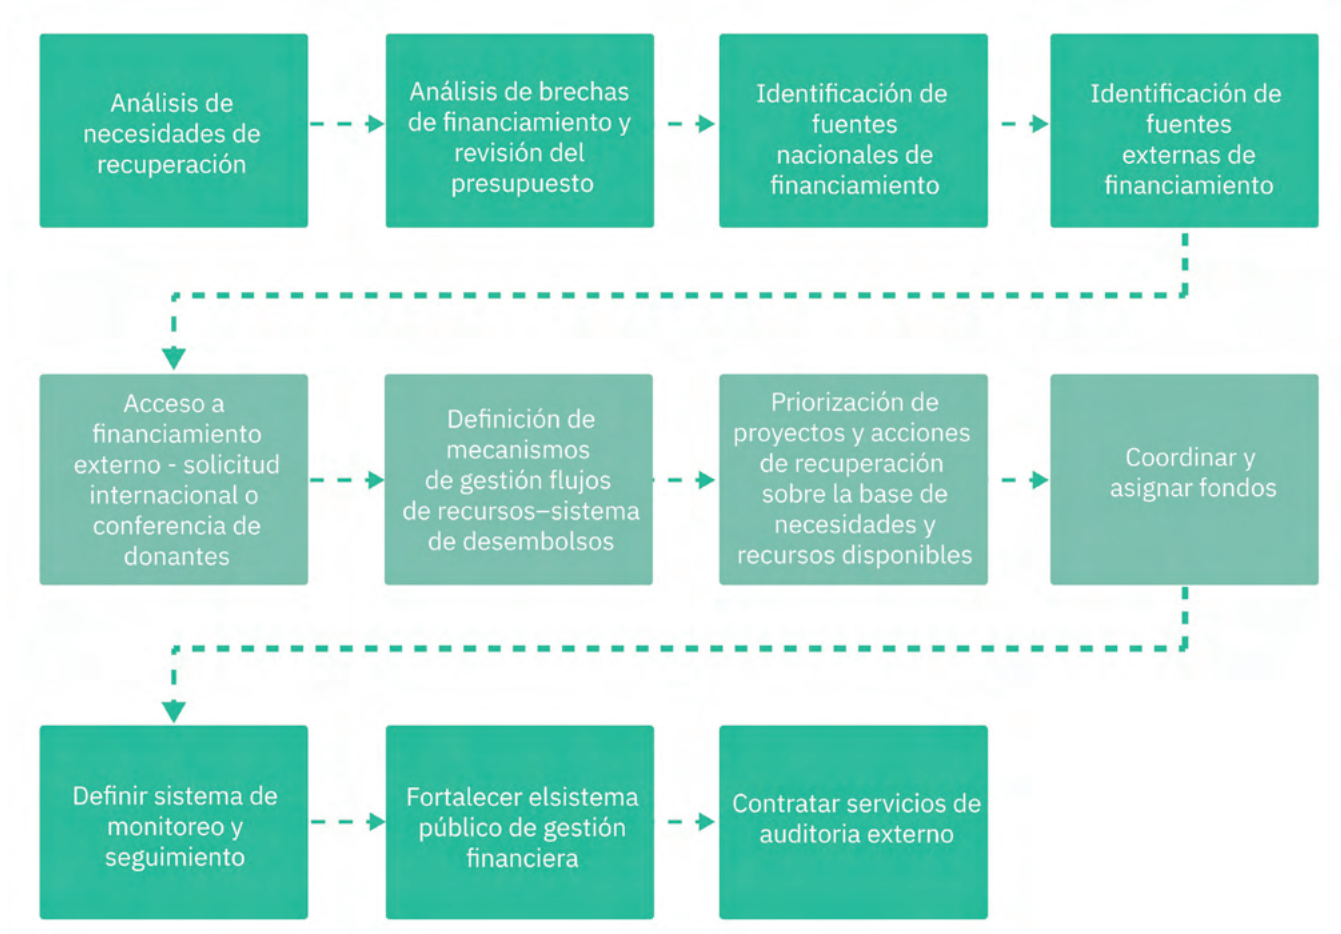 Análisis de
necesidades de
recuperación
Análisis de brechas
de financiamiento y
revisión del
presupuesto
Identificación de
fuentes
nacionales de
financiamiento
Identificación de
fuentes
externas de
financiamiento
Acceso a
financiamiento
externo - solicitud
internacional o
conferencia de
donantes
Definición de
mecanismos
de gestión flujos
de recursos–sistema
de desembolsos
Priorización de
proyectos y acciones
de recuperación
sobre la base de
necesidades y
recursos disponibles
Coordinar y
asignar fondos
Definir sistema de
monitoreo y
seguimiento
Fortalecer elsistema
público de gestión
financiera
Contratar servicios de
auditoria externo